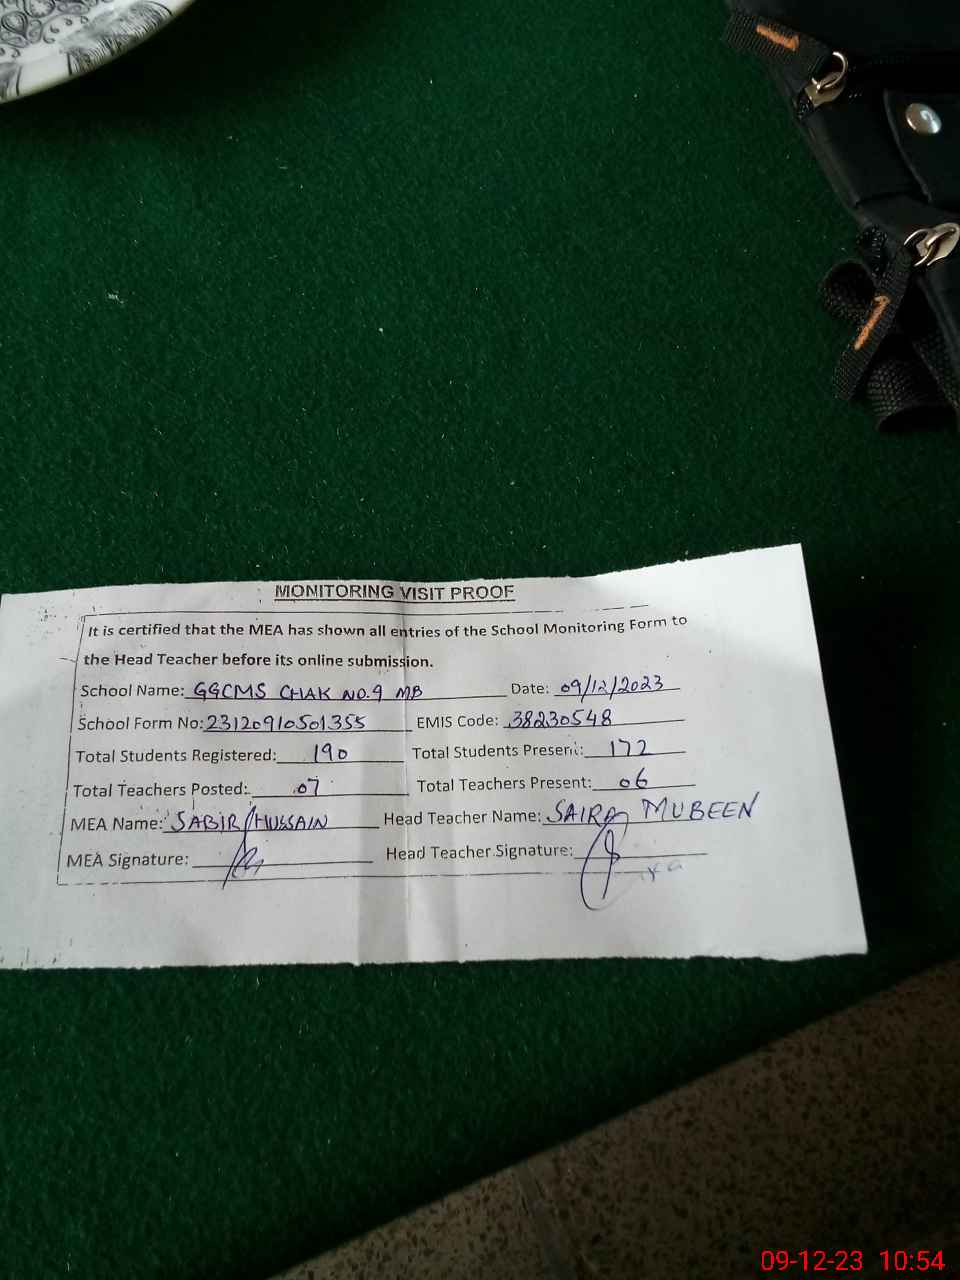 MONITORING VISIT PROOF
It is certified that the MEA has shown all entries of the School Monitoring Form to
the Head Teacher before its online submission.
School Name: GGCMS CHAK NO.9 MB Date: 09/12/2023
School Form No: 23120910501355 EMIS Code: 38230548
Total Students Registered: 190 Total Students Present: 172
Total Teachers Posted: 07 Total Teachers Present: 06
MEA Name: SABIR HUSSAIN Head Teacher Name: SAIRA MUBEEN
MEA Signature: Head Teacher Signature:
09-12-23 10:54